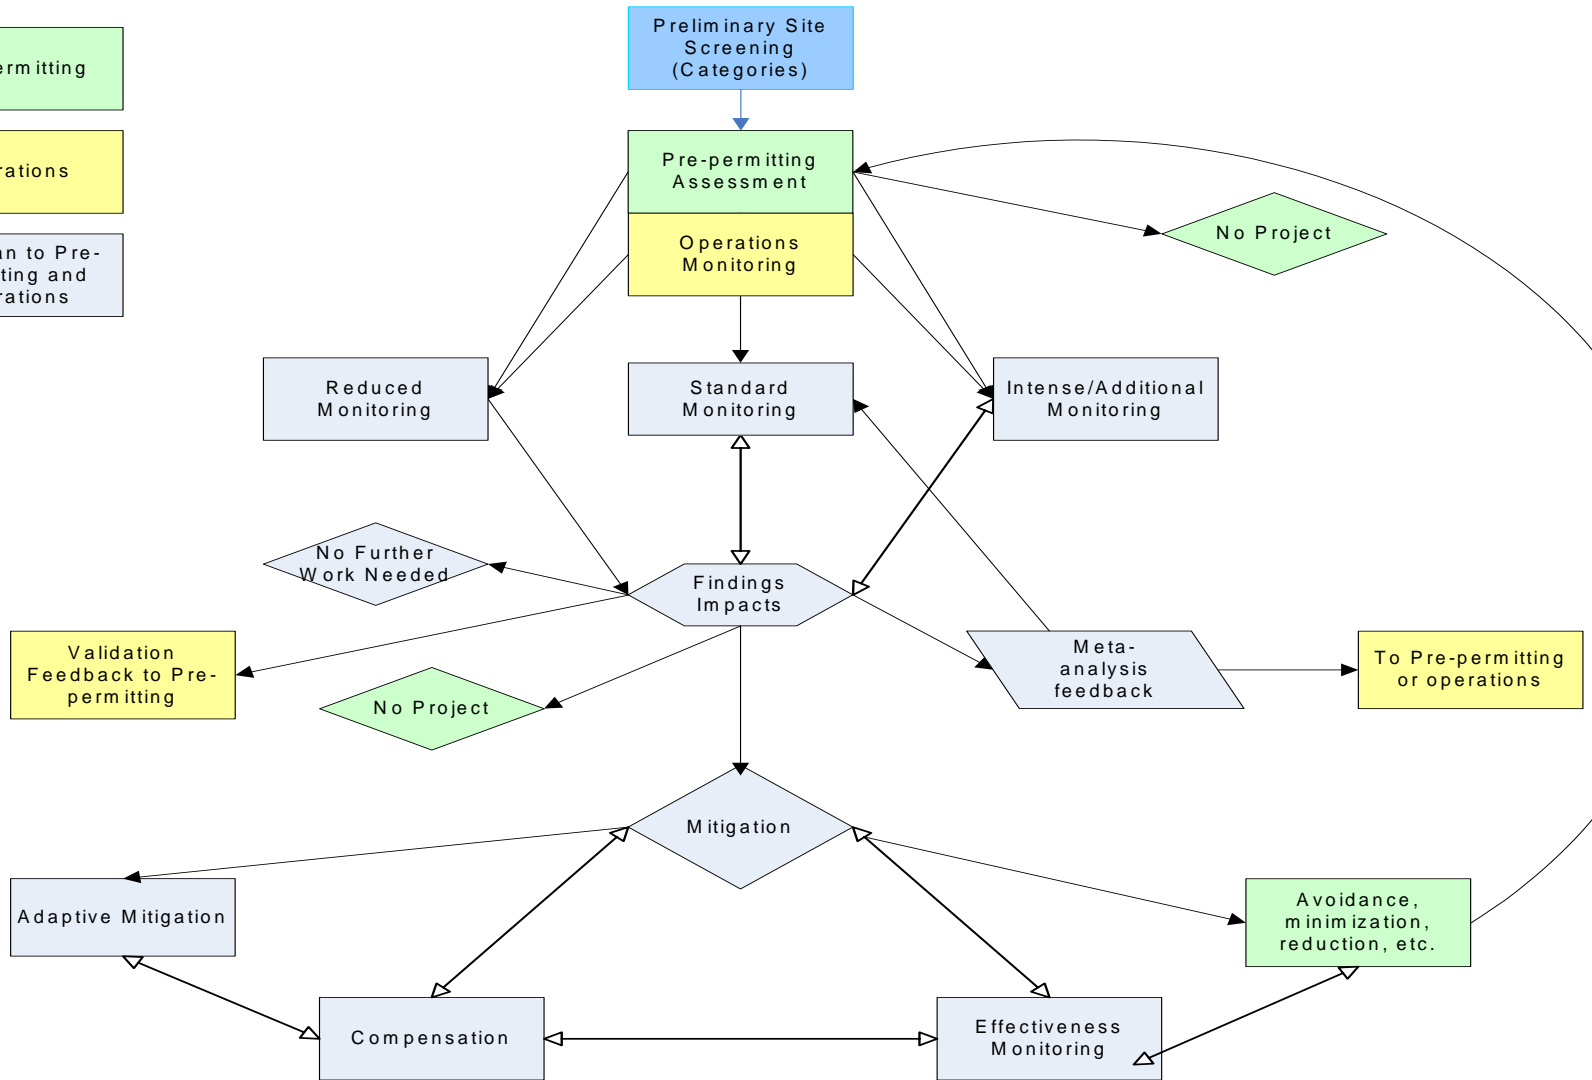 Preliminary Site
Screening
(Categories)
ermitting
Pre-permitting
Assessment
rations
Operations
Monitoring
No Project
an to Pre-
ting and
rations
Reduced
Monitoring
Standard
Monitoring
Intense/Additional
Monitoring
No Further
Work Needed
Findings
Impacts
Validation
Feedback to Pre-
permitting
No Project
Meta-
analysis
feedback
To Pre-permitting
or operations
Mitigation
Adaptive Mitigation
Avoidance,
minimization,
reduction, etc.
Compensation
Effectiveness
Monitoring